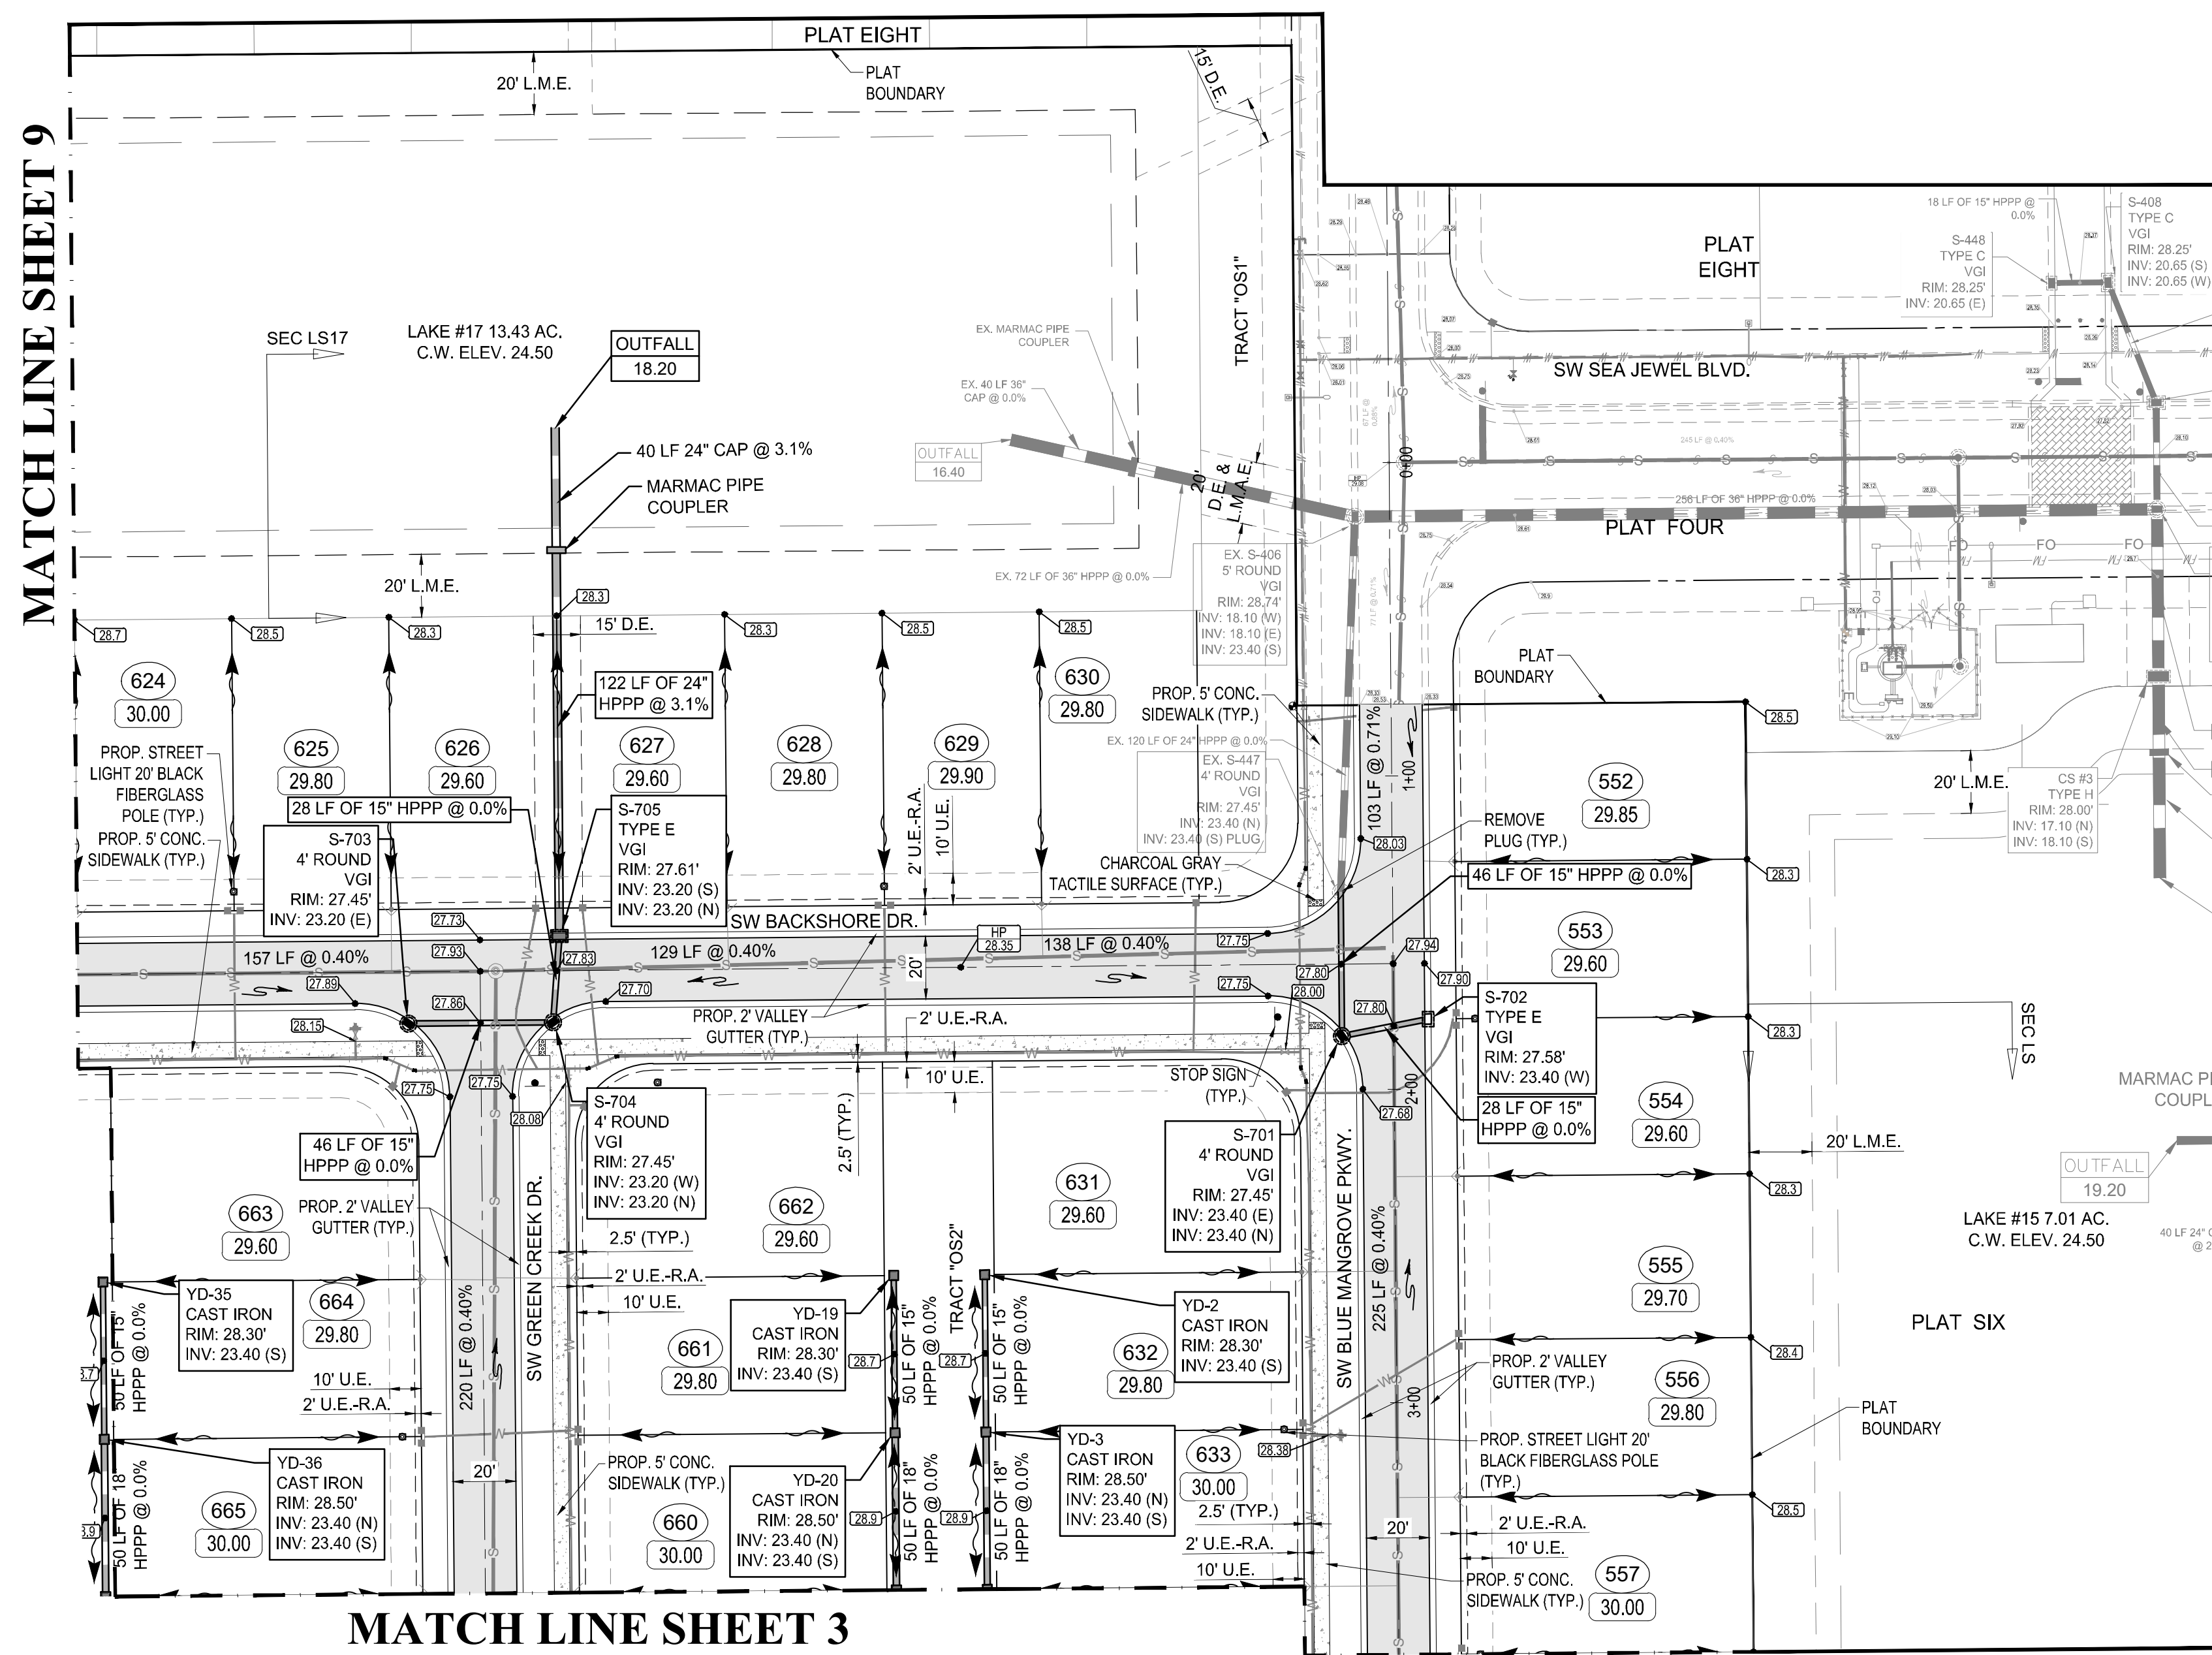 PLAT EIGHT
PLAT
BOUNDARY
20' L.M.E.
15' D.E.
MATCH LINE SHEET 9
SEC LS17
LAKE #17 13.43 AC.
C.W. ELEV. 24.50
OUTFALL
18.20
40 LF 24" CAP @ 3.1%
MARMAC PIPE
COUPLER
EX. MARMAC PIPE
COUPLER
EX. 40 LF 36"
CAP @ 0.0%
OUTFALL
16.40
TRACT "OS1"
20'
D.E. &
L.M.A.E.
EX. 72 LF OF 36" HPPP @ 0.0%
EX. S-406
5' ROUND
VGI
RIM: 28.74'
INV: 18.10 (W)
INV: 18.10 (E)
INV: 23.40 (S)
PLAT
EIGHT
S-448
TYPE C
VGI
RIM: 28.25'
INV: 20.65 (E)
18 LF OF 15" HPPP @
0.0%
S-408
TYPE C
VGI
RIM: 28.25'
INV: 20.65 (S)
INV: 20.65 (W)
SW SEA JEWEL BLVD.
245 LF @ 0.40%
0+00
256 LF OF 36" HPPP @ 0.0%
PLAT FOUR
FO
FO
FO
20' L.M.E.
28.3
15' D.E.
28.7
28.5
28.3
28.3
28.5
28.5
624
30.00
625
29.80
626
29.60
627
29.60
628
29.80
629
29.90
630
29.80
122 LF OF 24"
HPPP @ 3.1%
PROP. STREET
LIGHT 20' BLACK
FIBERGLASS
POLE (TYP.)
PROP. 5' CONC.
SIDEWALK (TYP.)
28 LF OF 15" HPPP @ 0.0%
S-703
4' ROUND
VGI
RIM: 27.45'
INV: 23.20 (E)
S-705
TYPE E
VGI
RIM: 27.61'
INV: 23.20 (S)
INV: 23.20 (N)
2' U.E.-R.A.
10' U.E.
PROP. 5' CONC.
SIDEWALK (TYP.)
EX. 120 LF OF 24" HPPP @ 0.0%
EX. S-447
4' ROUND
VGI
RIM: 27.45'
INV: 23.40 (N)
INV: 23.40 (S) PLUG
CHARCOAL GRAY
TACTILE SURFACE (TYP.)
103 LF @ 0.71%
1+00
28.03
PLAT
BOUNDARY
28.5
REMOVE
PLUG (TYP.)
552
29.85
46 LF OF 15" HPPP @ 0.0%
28.3
20' L.M.E.
CS #3
TYPE H
RIM: 28.00'
INV: 17.10 (N)
INV: 18.10 (S)
SW BACKSHORE DR.
27.73
27.93
27.83
157 LF @ 0.40%
129 LF @ 0.40%
HP
28.35
138 LF @ 0.40%
27.75
20'
27.89
27.86
27.70
27.75
28.00
27.80
27.94
27.90
27.80
28.15
553
29.60
S-702
TYPE E
VGI
RIM: 27.58'
INV: 23.40 (W)
28.3
SEC LS
PROP. 2' VALLEY
GUTTER (TYP.)
2' U.E.-R.A.
10' U.E.
STOP SIGN
(TYP.)
27.75
27.75
28.08
27.68
2+00
28 LF OF 15"
HPPP @ 0.0%
554
29.60
46 LF OF 15"
HPPP @ 0.0%
S-704
4' ROUND
VGI
RIM: 27.45'
INV: 23.20 (W)
INV: 23.20 (N)
2.5' (TYP.)
2.5' (TYP.)
S-701
4' ROUND
VGI
RIM: 27.45'
INV: 23.40 (E)
INV: 23.40 (N)
20' L.M.E.
MARMAC PI
COUPL
OUTFALL
19.20
28.3
LAKE #15 7.01 AC.
C.W. ELEV. 24.50
PROP. 2' VALLEY
GUTTER (TYP.)
663
29.60
662
29.60
631
29.60
SW GREEN CREEK DR.
TRACT "OS2"
SW BLUE MANGROVE PKWY.
225 LF @ 0.40%
2' U.E.-R.A.
10' U.E.
YD-35
CAST IRON
RIM: 28.30'
INV: 23.40 (S)
664
29.80
YD-19
CAST IRON
RIM: 28.30'
INV: 23.40 (S)
661
29.80
28.7
28.7
YD-2
CAST IRON
RIM: 28.30'
INV: 23.40 (S)
632
29.80
555
29.70
PLAT SIX
28.4
50 LF OF 15"
HPPP @ 0.0%
50 LF OF 15"
HPPP @ 0.0%
50 LF OF 15"
HPPP @ 0.0%
220 LF @ 0.40%
10' U.E.
2' U.E.-R.A.
PROP. 2' VALLEY
GUTTER (TYP.)
556
29.80
PLAT
BOUNDARY
3+00
YD-36
CAST IRON
RIM: 28.50'
INV: 23.40 (N)
INV: 23.40 (S)
665
30.00
20'
PROP. 5' CONC.
SIDEWALK (TYP.)
660
30.00
YD-20
CAST IRON
RIM: 28.50'
INV: 23.40 (N)
INV: 23.40 (S)
28.9
28.9
YD-3
CAST IRON
RIM: 28.50'
INV: 23.40 (N)
INV: 23.40 (S)
633
30.00
28.38
2.5' (TYP.)
2' U.E.-R.A.
10' U.E.
50 LF OF 18"
HPPP @ 0.0%
50 LF OF 18"
HPPP @ 0.0%
50 LF OF 18"
HPPP @ 0.0%
PROP. STREET LIGHT 20'
BLACK FIBERGLASS POLE
(TYP.)
28.5
20'
2' U.E.-R.A.
10' U.E.
PROP. 5' CONC.
SIDEWALK (TYP.)
557
30.00
MATCH LINE SHEET 3